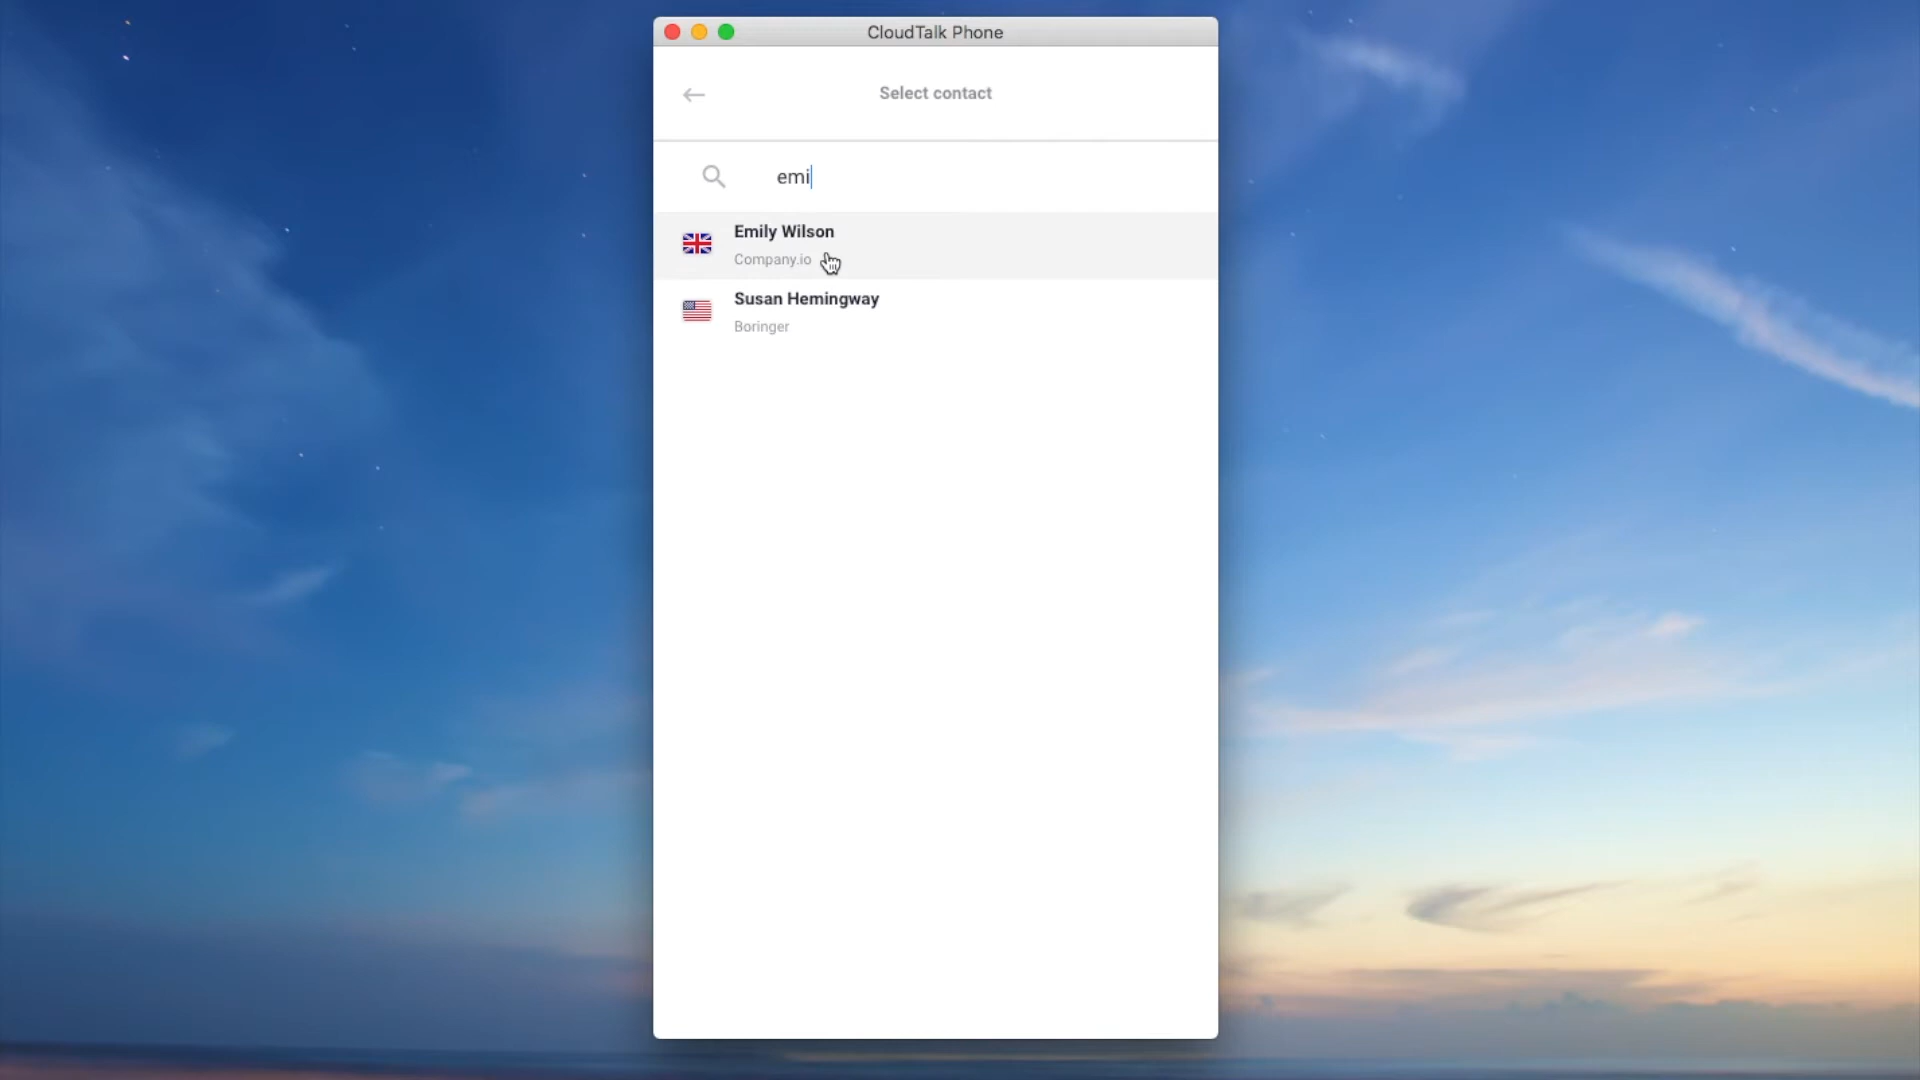 CloudTalk Phone
Select contact
emi
Emily Wilson
Company.io
Susan Hemingway
Boringer